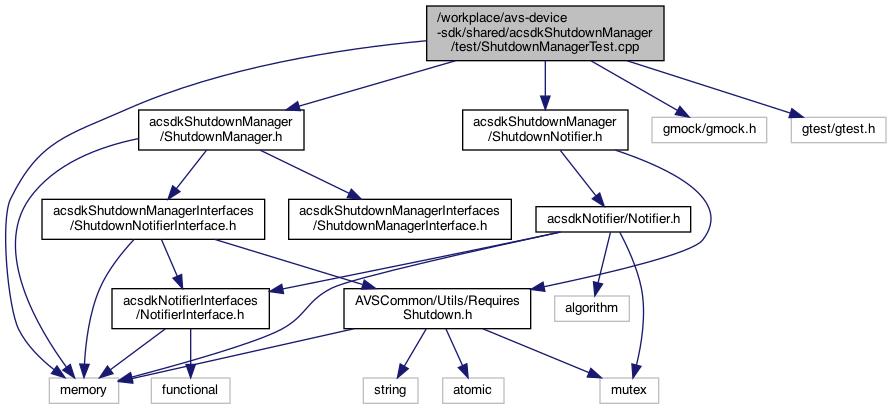 /workplace/avs-device
-sdk/shared/acsdkShutdownManager
/test/ShutdownManagerTest.cpp
acsdkShutdownManager
/ShutdownManager.h
acsdkShutdownManager
/ShutdownNotifier.h
gmock/gmock.h
gtest/gtest.h
acsdkShutdownManagerInterfaces
/ShutdownNotifierInterface.h
acsdkShutdownManagerInterfaces
/ShutdownManagerInterface.h
acsdkNotifier/Notifier.h
acsdkNotifierInterfaces
/NotifierInterface.h
AVSCommon/Utils/Requires
Shutdown.h
algorithm
memory
functional
string
atomic
mutex